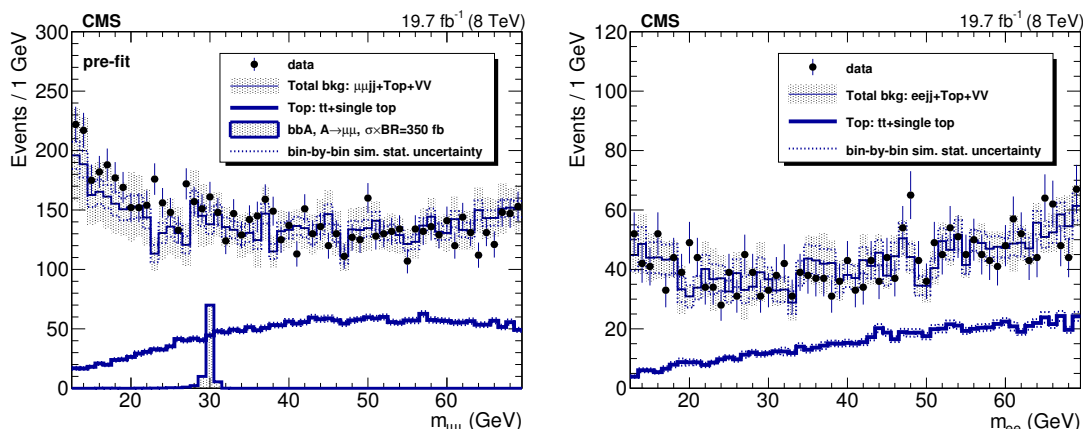 CMS 19.7 fb⁻¹ (8 TeV)
Events / 1 GeV
300
250
200
150
100
50
0
pre-fit
data
Total bkg: μμjj+Top+VV
Top: tt+single top
bbA, A→μμ, σ×BR=350 fb
bin-by-bin sim. stat. uncertainty
20 30 40 50 60
m_μμ (GeV)
CMS 19.7 fb⁻¹ (8 TeV)
Events / 1 GeV
120
100
80
60
40
20
0
data
Total bkg: eejj+Top+VV
Top: tt+single top
bin-by-bin sim. stat. uncertainty
20 30 40 50 60
m_ee (GeV)